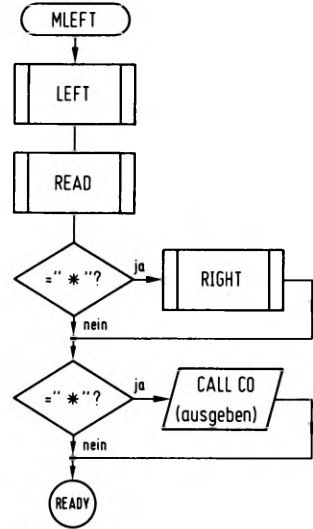 MLEFT
LEFT
READ
=" * "?
ja
RIGHT
nein
=" * "?
ja
CALL CO
(ausgeben)
nein
READY